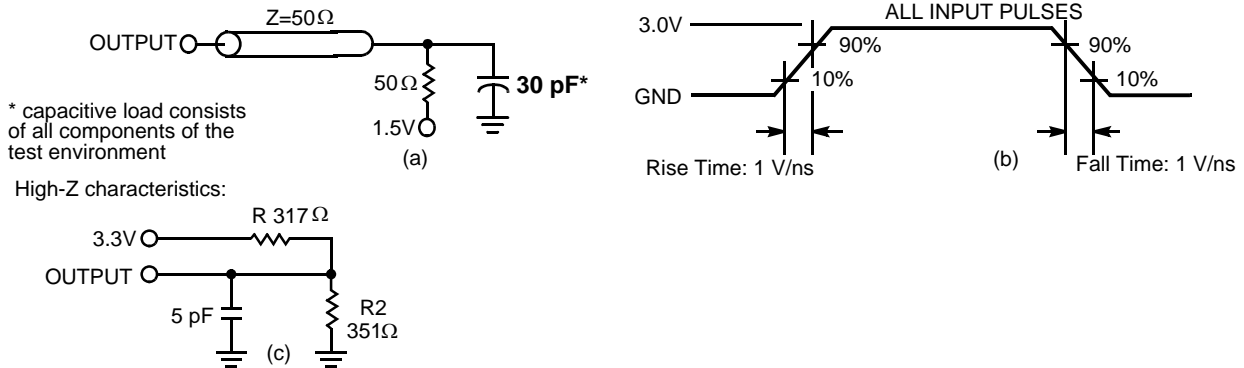 Z=50Ω
OUTPUT
50Ω
30 pF*
1.5V
* capacitive load consists
of all components of the
test environment
(a)
ALL INPUT PULSES
3.0V
90%
90%
10%
10%
GND
Rise Time: 1 V/ns
(b)
Fall Time: 1 V/ns
High-Z characteristics:
R 317Ω
3.3V
OUTPUT
5 pF
R2
351Ω
(c)